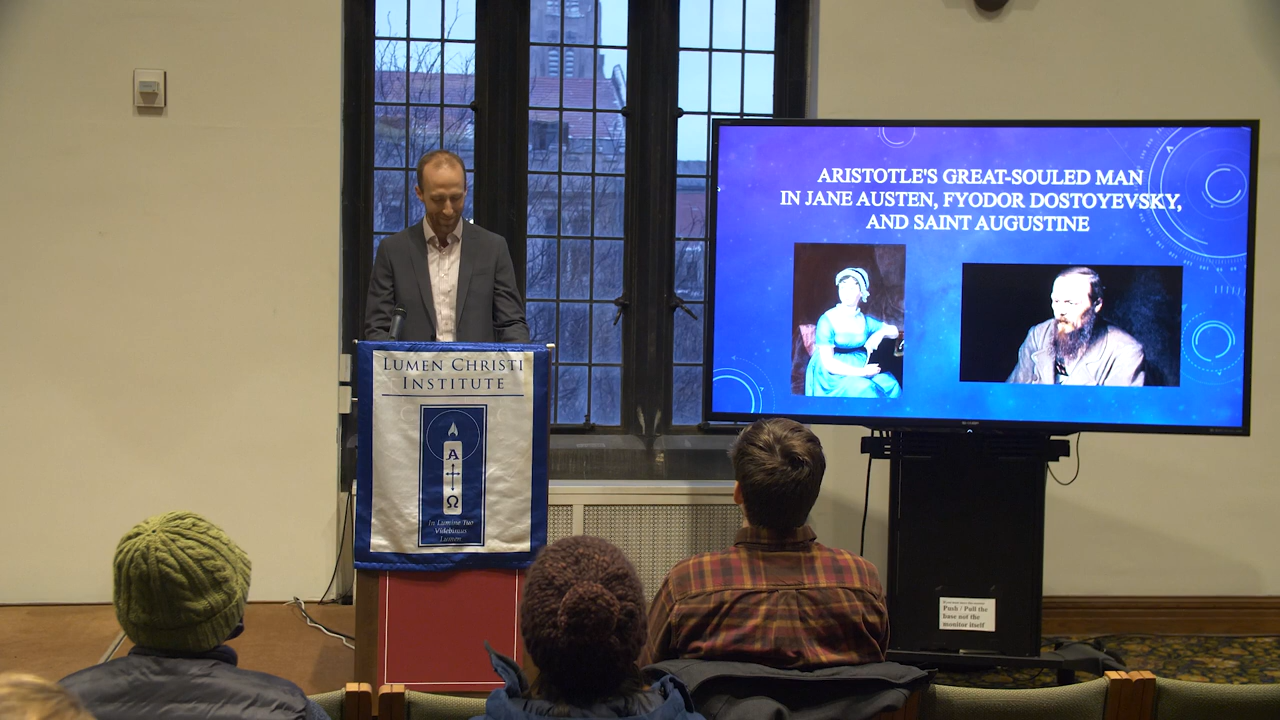 ARISTOTLE'S GREAT-SOULED MAN
IN JANE AUSTEN, FYODOR DOSTOYEVSKY,
AND SAINT AUGUSTINE
LUMEN CHRISTI
INSTITUTE
Α
Ω
In Lumine Tuo
Videbimus
Lumen
Push / Pull the
base not the
monitor itself